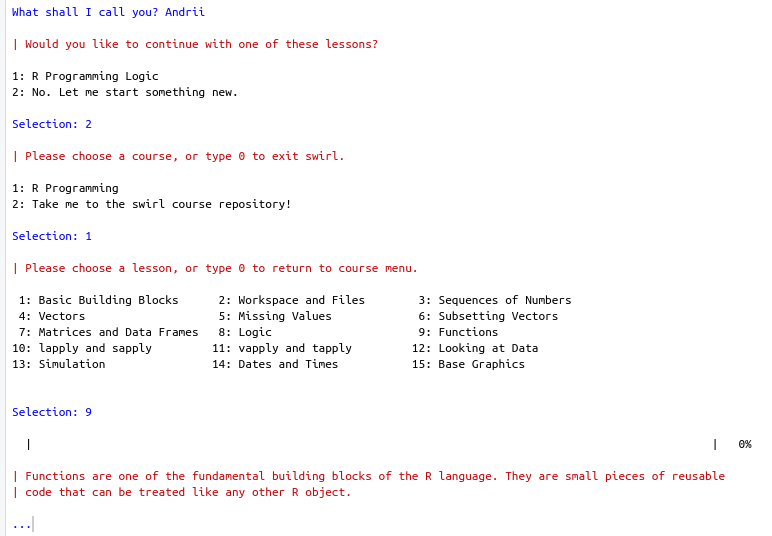 What shall I call you? Andrii
| Would you like to continue with one of these lessons?
1: R Programming Logic
2: No. Let me start something new.
Selection: 2
| Please choose a course, or type 0 to exit swirl.
1: R Programming
2: Take me to the swirl course repository!
Selection: 1
| Please choose a lesson, or type 0 to return to course menu.
1: Basic Building Blocks 2: Workspace and Files 3: Sequences of Numbers
4: Vectors 5: Missing Values 6: Subsetting Vectors
7: Matrices and Data Frames 8: Logic 9: Functions
10: lapply and sapply 11: vapply and tapply 12: Looking at Data
13: Simulation 14: Dates and Times 15: Base Graphics
Selection: 9
| | 0%
| Functions are one of the fundamental building blocks of the R language. They are small pieces of reusable
| code that can be treated like any other R object.
...